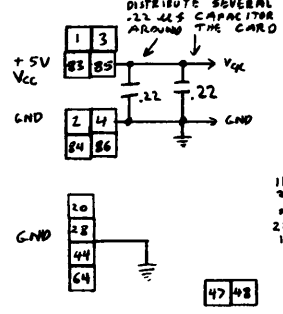 DISTRIBUTE SEVERAL
.22 CAPACITOR
AROUND THE CARD
1 3
83 85
+5V
Vcc
Vcc
.22 .22
GND
2 4
84 86
GND
20
28
44
64
GND
47 48